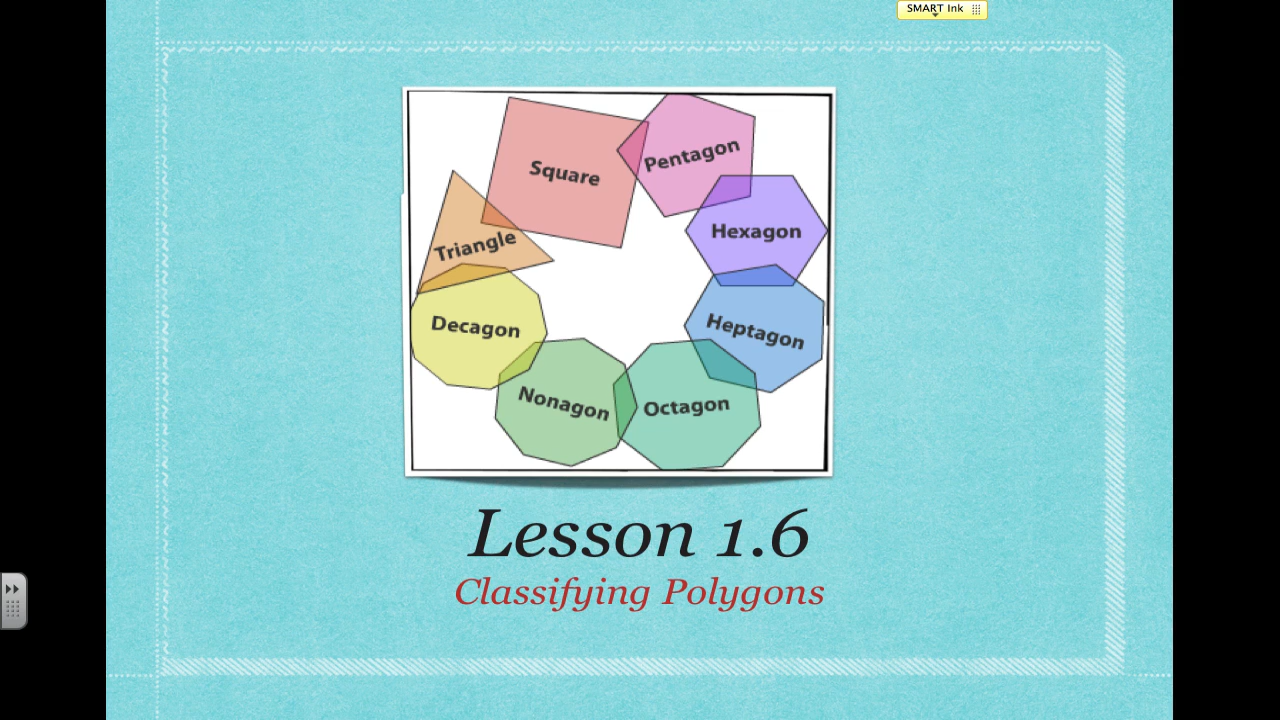 SMART Ink
Square
Pentagon
Triangle
Hexagon
Decagon
Heptagon
Nonagon
Octagon
Lesson 1.6
Classifying Polygons